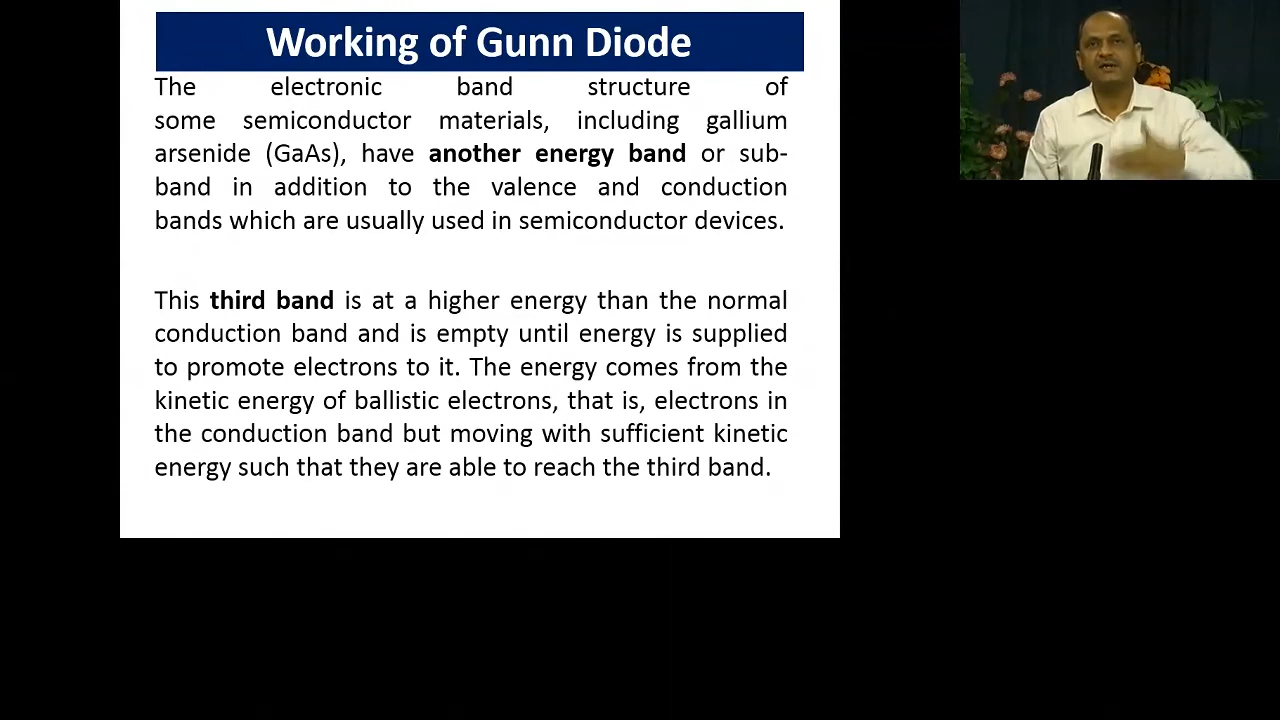 Working of Gunn Diode
The electronic band structure of
some semiconductor materials, including gallium
arsenide (GaAs), have another energy band or sub-
band in addition to the valence and conduction
bands which are usually used in semiconductor devices.
This third band is at a higher energy than the normal
conduction band and is empty until energy is supplied
to promote electrons to it. The energy comes from the
kinetic energy of ballistic electrons, that is, electrons in
the conduction band but moving with sufficient kinetic
energy such that they are able to reach the third band.